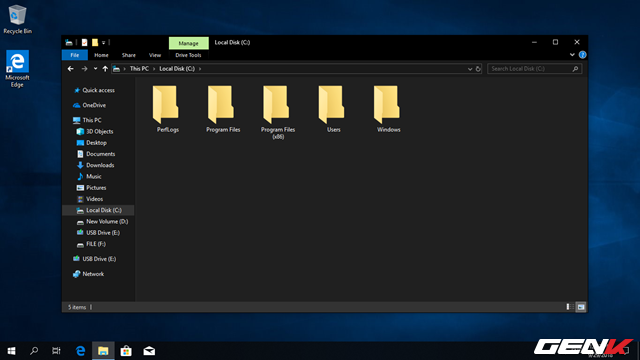 Recycle Bin
Microsoft
Edge
Manage
Local Disk (C:)
File
Home
Share
View
Drive Tools
This PC
Local Disk (C:)
Search Local Disk (C:)
Quick access
OneDrive
This PC
3D Objects
Desktop
Documents
Downloads
Music
Pictures
Videos
Local Disk (C:)
New Volume (D:)
USB Drive (E:)
FILE (F:)
USB Drive (E:)
Network
PerfLogs
Program Files
Program Files
(x86)
Users
Windows
5 items
GENK